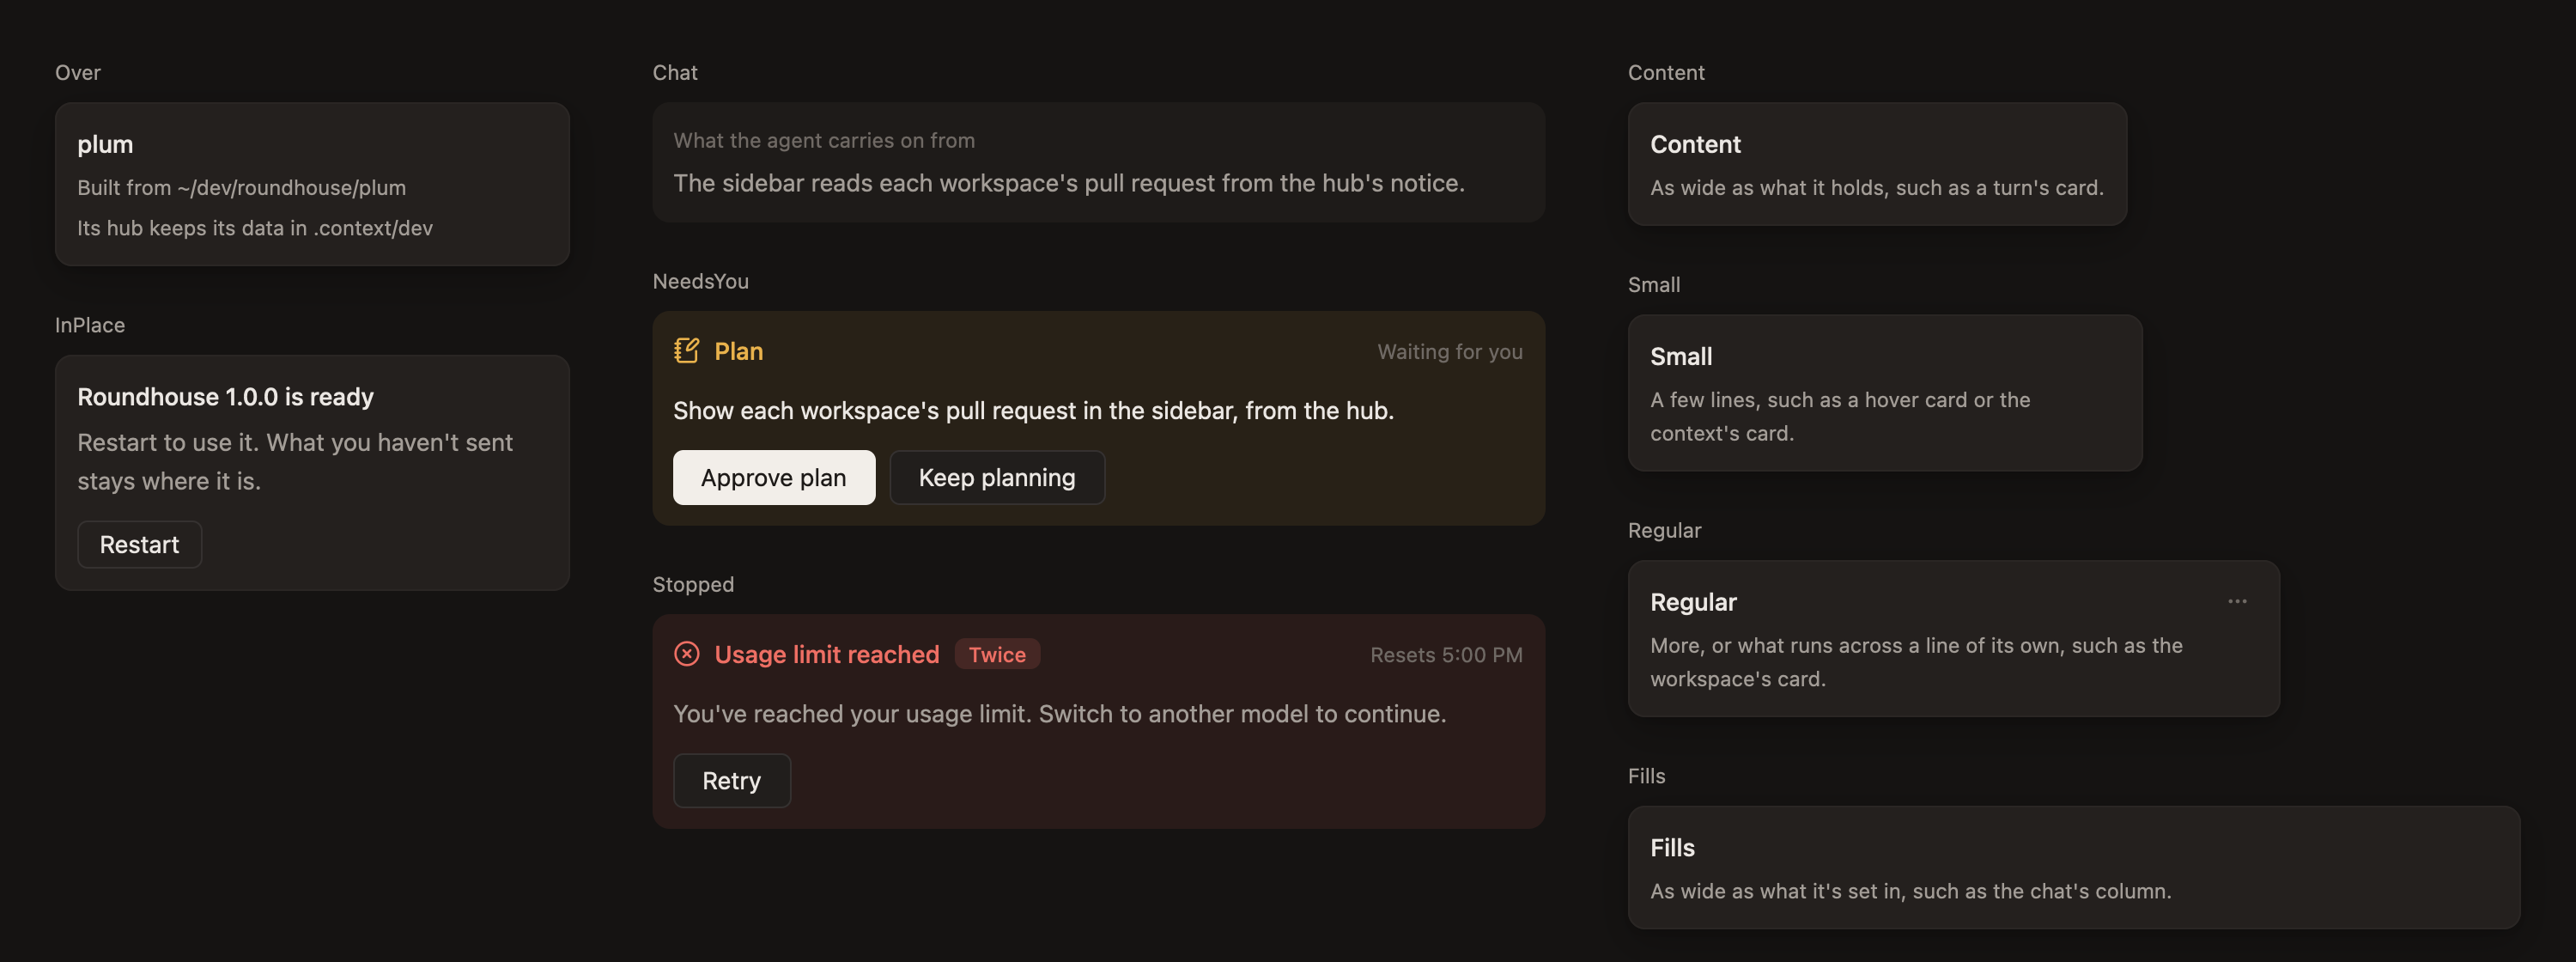 Over
plum
Built from ~/dev/roundhouse/plum
Its hub keeps its data in .context/dev
InPlace
Roundhouse 1.0.0 is ready
Restart to use it. What you haven't sent
stays where it is.
Restart
Chat
What the agent carries on from
The sidebar reads each workspace's pull request from the hub's notice.
NeedsYou
Plan
Waiting for you
Show each workspace's pull request in the sidebar, from the hub.
Approve plan
Keep planning
Stopped
Usage limit reached
Twice
Resets 5:00 PM
You've reached your usage limit. Switch to another model to continue.
Retry
Content
Content
As wide as what it holds, such as a turn's card.
Small
Small
A few lines, such as a hover card or the
context's card.
Regular
Regular
More, or what runs across a line of its own, such as the
workspace's card.
Fills
Fills
As wide as what it's set in, such as the chat's column.